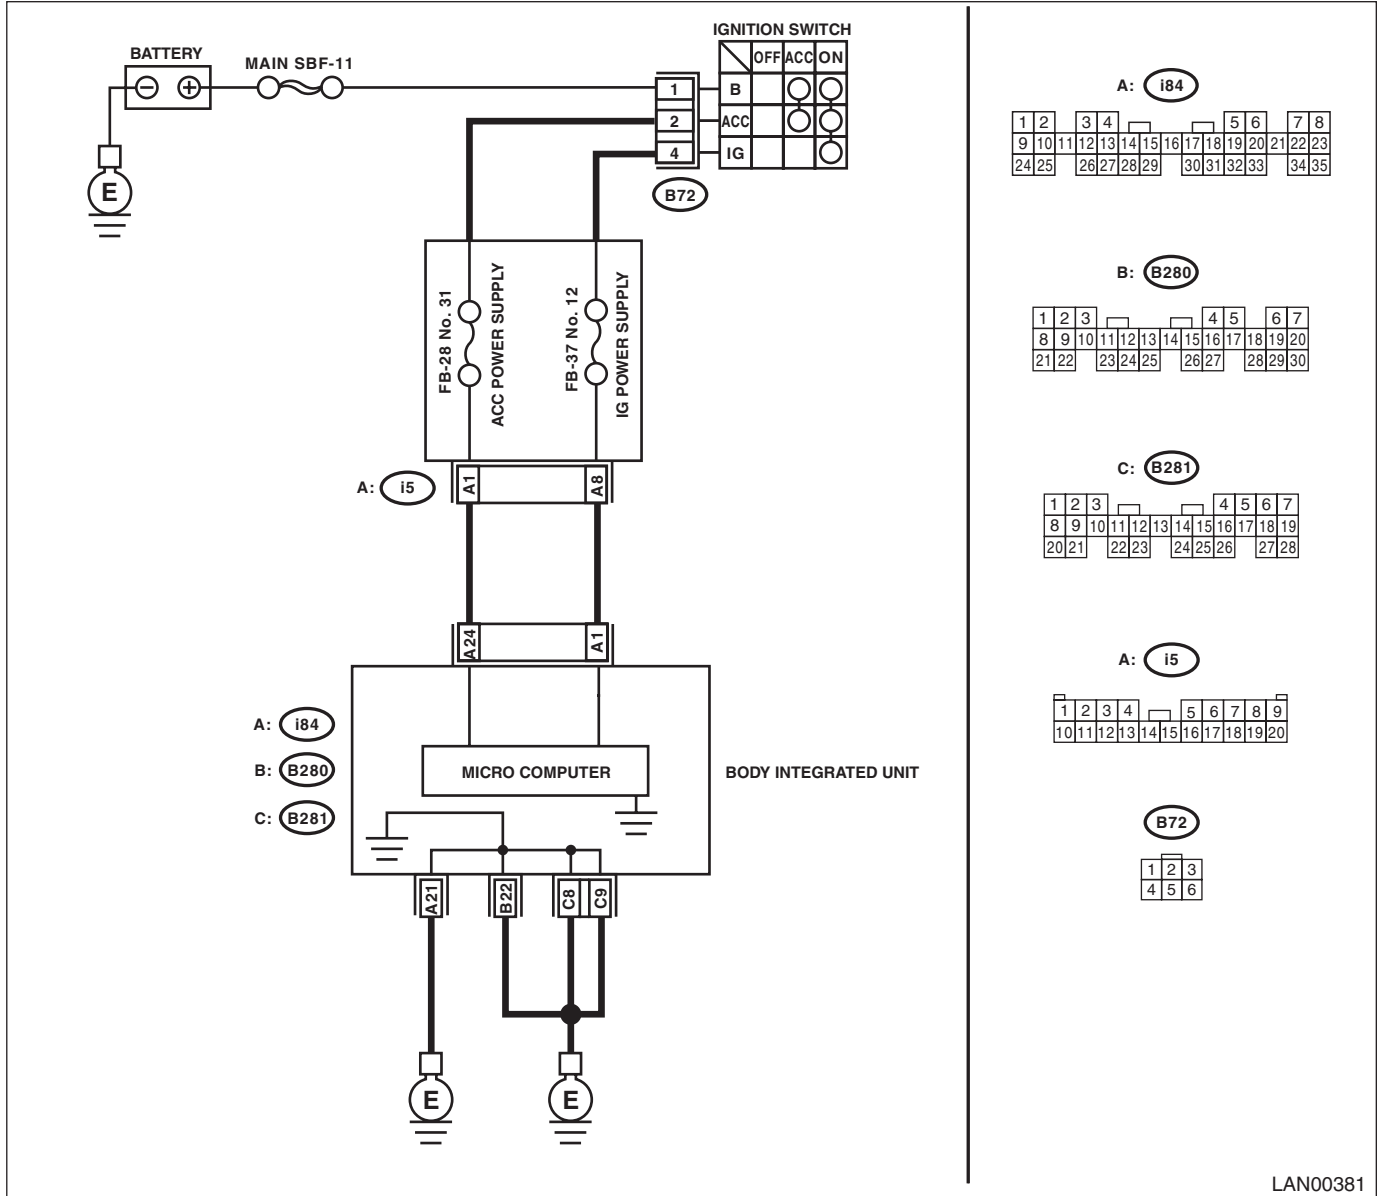 IGNITION SWITCH
BATTERY
MAIN SBF-11
OFF ACC ON
1 B
2 ACC
4 IG
B72
E
FB-28 No. 31
ACC POWER SUPPLY
FB-37 No. 12
IG POWER SUPPLY
A: i5
A1 A8
A24 A1
A: i84
B: B280
C: B281
MICRO COMPUTER
BODY INTEGRATED UNIT
A21 B22 C8 C9
E E
A: i84
1 2 3 4 5 6 7 8
9 10 11 12 13 14 15 16 17 18 19 20 21 22 23
24 25 26 27 28 29 30 31 32 33 34 35
B: B280
1 2 3 4 5 6 7
8 9 10 11 12 13 14 15 16 17 18 19 20
21 22 23 24 25 26 27 28 29 30
C: B281
1 2 3 4 5 6 7
8 9 10 11 12 13 14 15 16 17 18 19
20 21 22 23 24 25 26 27 28
A: i5
1 2 3 4 5 6 7 8 9
10 11 12 13 14 15 16 17 18 19 20
B72
1 2 3
4 5 6
LAN00381